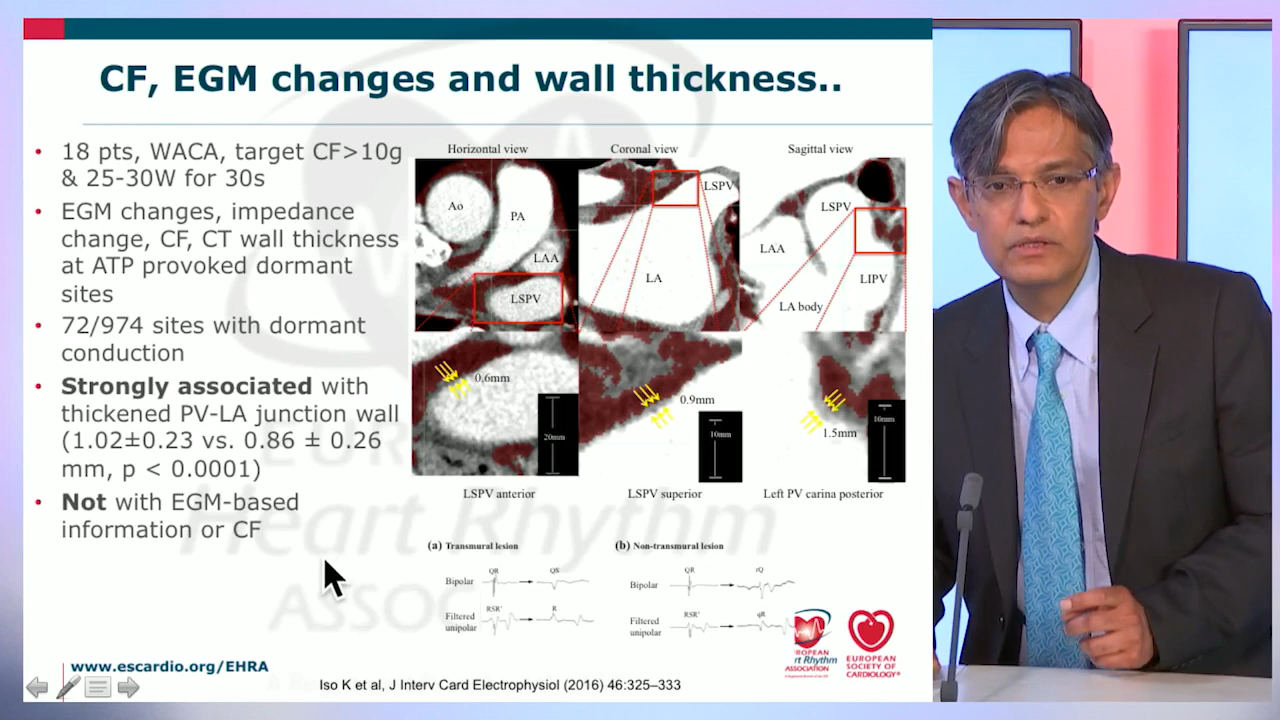 CF, EGM changes and wall thickness..
• 18 pts, WACA, target CF>10g
& 25-30W for 30s
• EGM changes, impedance
change, CF, CT wall thickness
at ATP provoked dormant
sites
• 72/974 sites with dormant
conduction
• Strongly associated with
thickened PV-LA junction wall
(1.02±0.23 vs. 0.86 ± 0.26
mm, p < 0.0001)
• Not with EGM-based
information or CF
Horizontal view
Coronal view
Sagittal view
Ao
PA
LAA
LSPV
LSPV
LA
LSPV
LAA
LIPV
LA body
0.6mm
20mm
0.9mm
10mm
1.5mm
10mm
LSPV anterior
LSPV superior
Left PV carina posterior
(a) Transmural lesion
QR
QS
Bipolar
RSR'
R
Filtered
unipolar
(b) Non-transmural lesion
QR
rQ
Bipolar
RSR'
qR
Filtered
unipolar
EUROPEAN
Heart Rhythm
ASSOCIATION
EUROPEAN
SOCIETY OF
CARDIOLOGY®
www.escardio.org/EHRA
Iso K et al, J Interv Card Electrophysiol (2016) 46:325–333